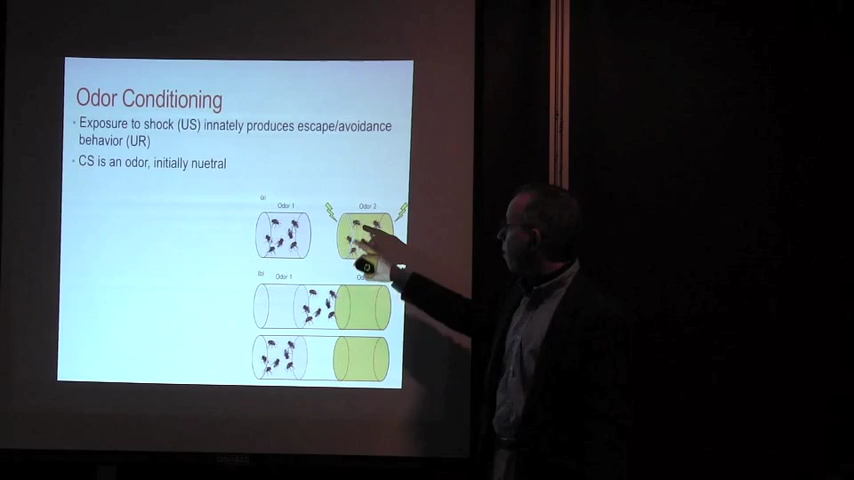 Odor Conditioning
• Exposure to shock (US) innately produces escape/avoidance
behavior (UR)
• CS is an odor, initially nuetral
(a)
Odor 1 Odor 2
(b) Odor 1